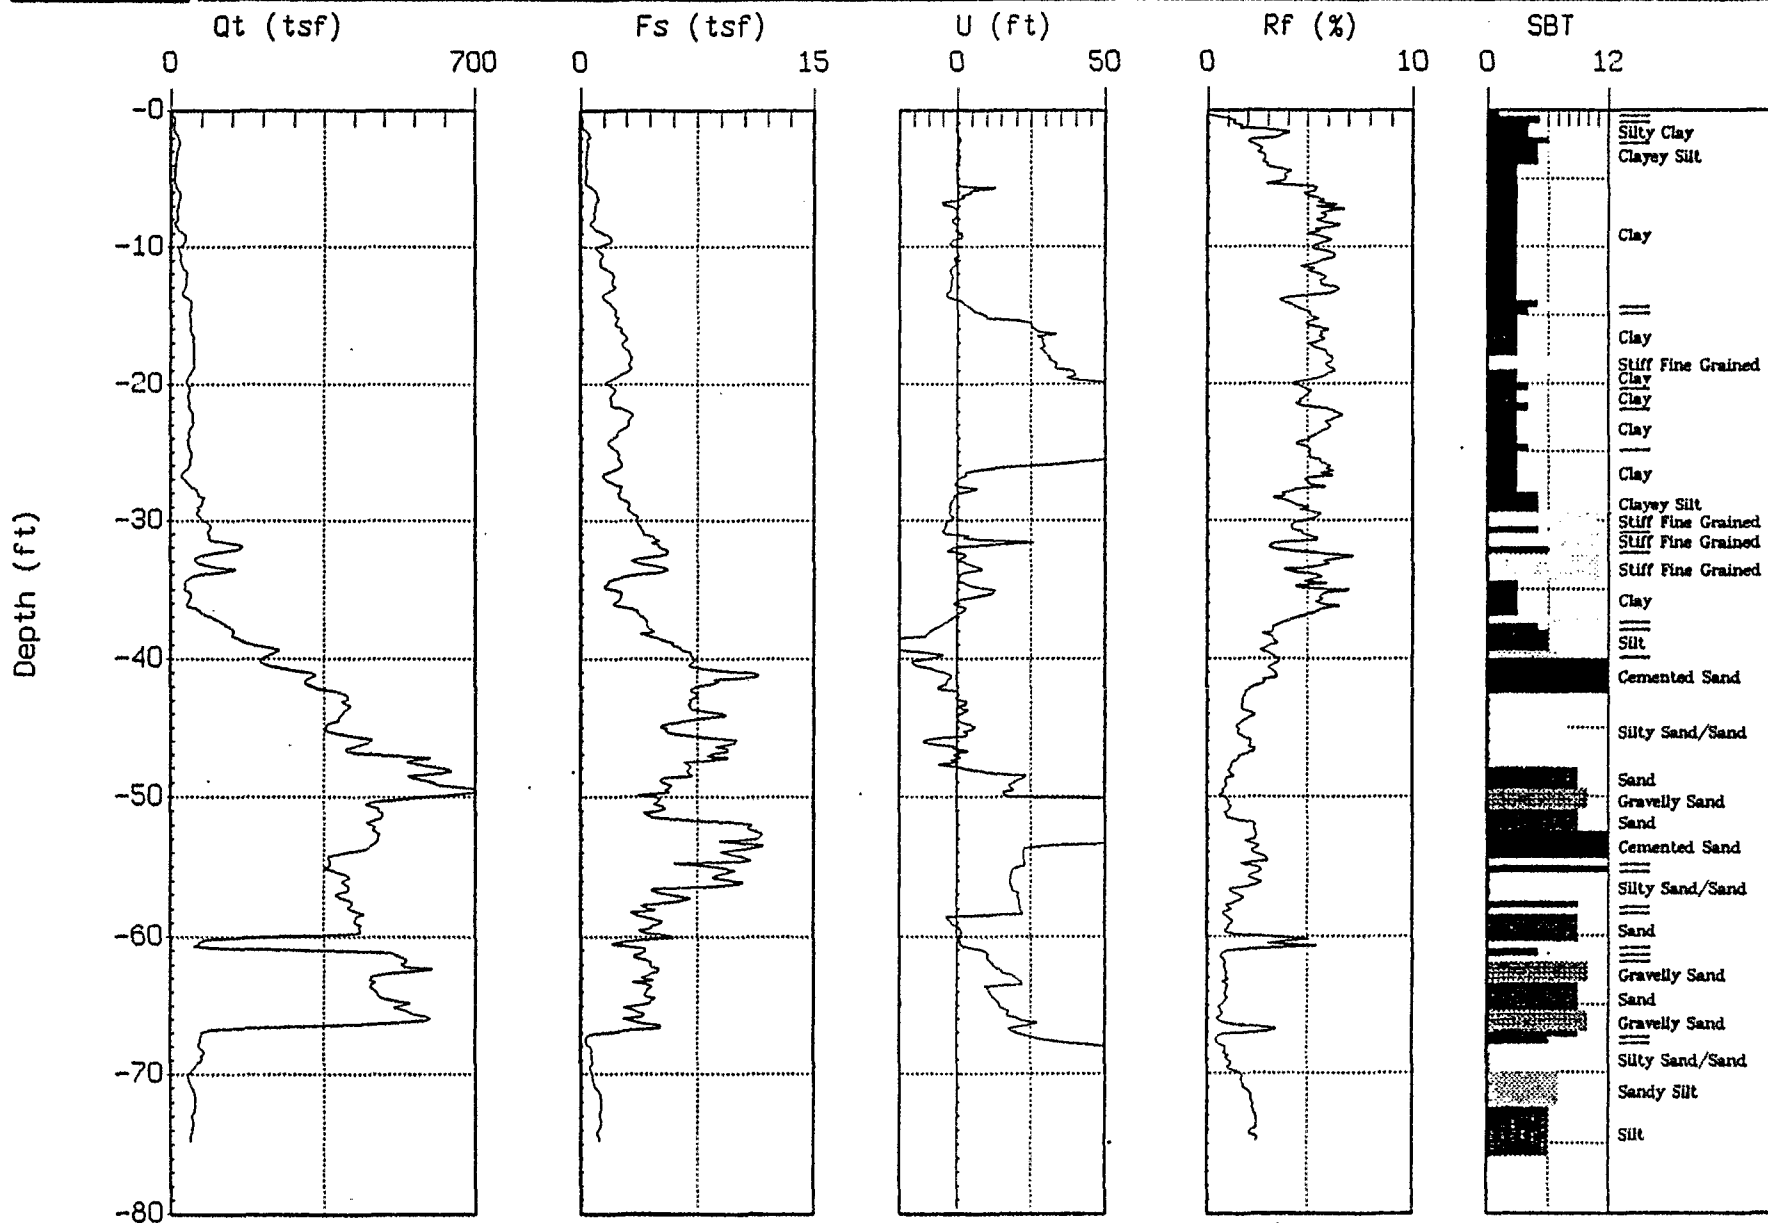 Qt (tsf) Fs (tsf) U (ft) Rf (%) SBT
0 700 0 15 0 50 0 10 0 12
-0
Silty Clay
Clayey Silt
Clay
-10
Clay
Stiff Fine Grained
Clay
-20
Clay
Clay
Clay
Clayey Silt
-30
Stiff Fine Grained
Stiff Fine Grained
Stiff Fine Grained
Clay
Depth (ft)
Silt
-40
Cemented Sand
Silty Sand/Sand
Sand
-50
Gravelly Sand
Sand
Cemented Sand
Silty Sand/Sand
Sand
-60
Gravelly Sand
Sand
Gravelly Sand
Silty Sand/Sand
-70
Sandy Silt
Silt
-80